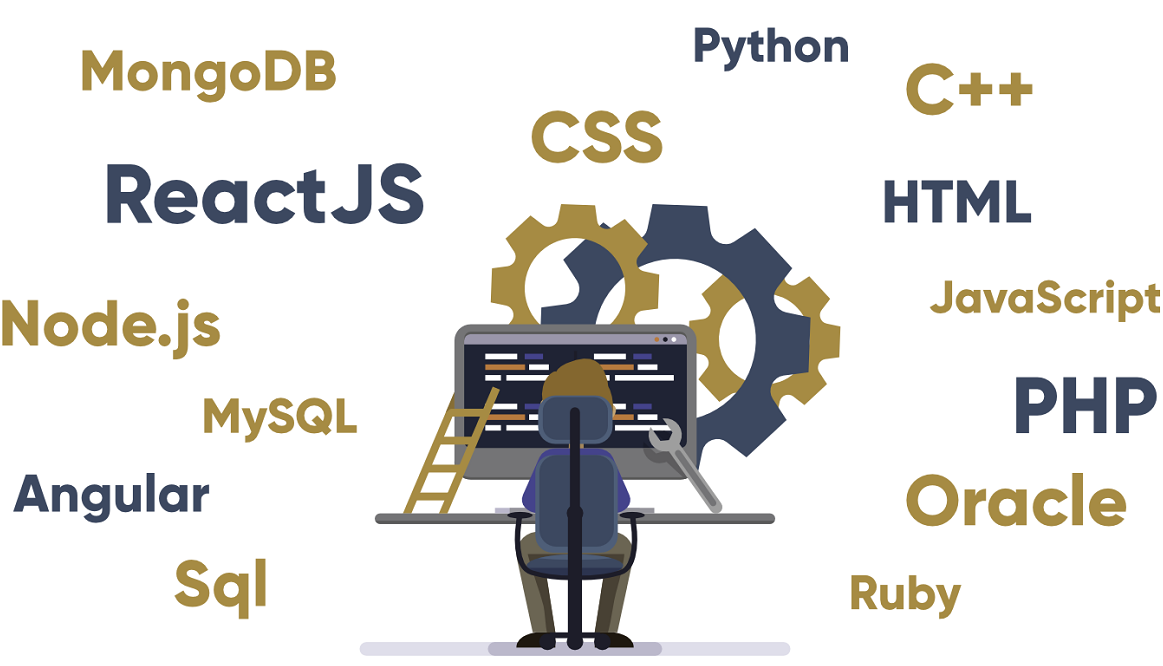 Python
MongoDB
C++
CSS
ReactJS
HTML
JavaScript
Node.js
PHP
MySQL
Angular
Oracle
Sql
Ruby